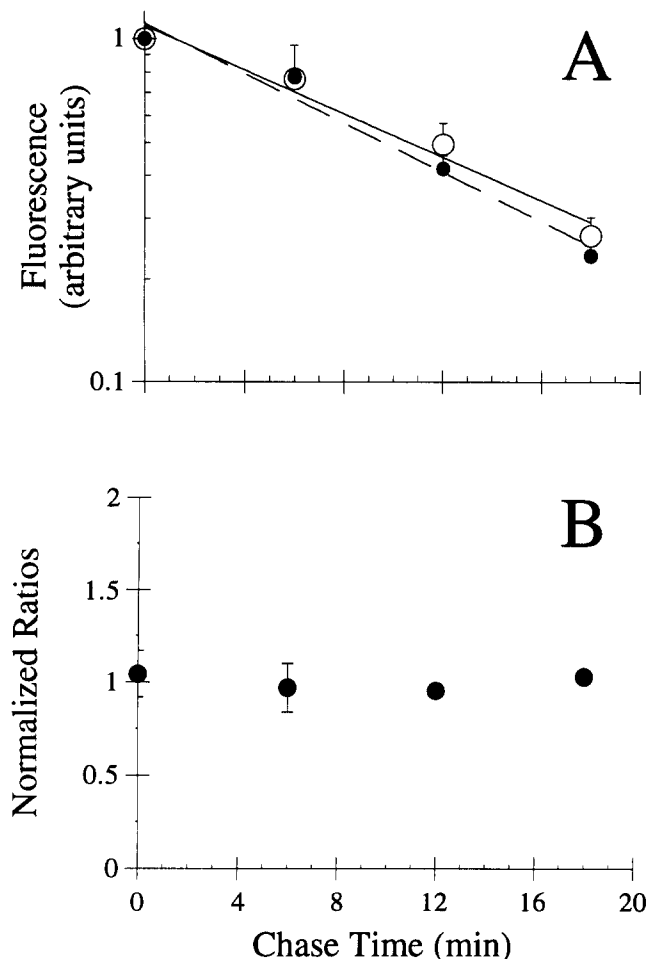 A
1
0.1
Fluorescence
(arbitrary units)
B
2
1.5
1
0.5
0
Normalized Ratios
0 4 8 12 16 20
Chase Time (min)